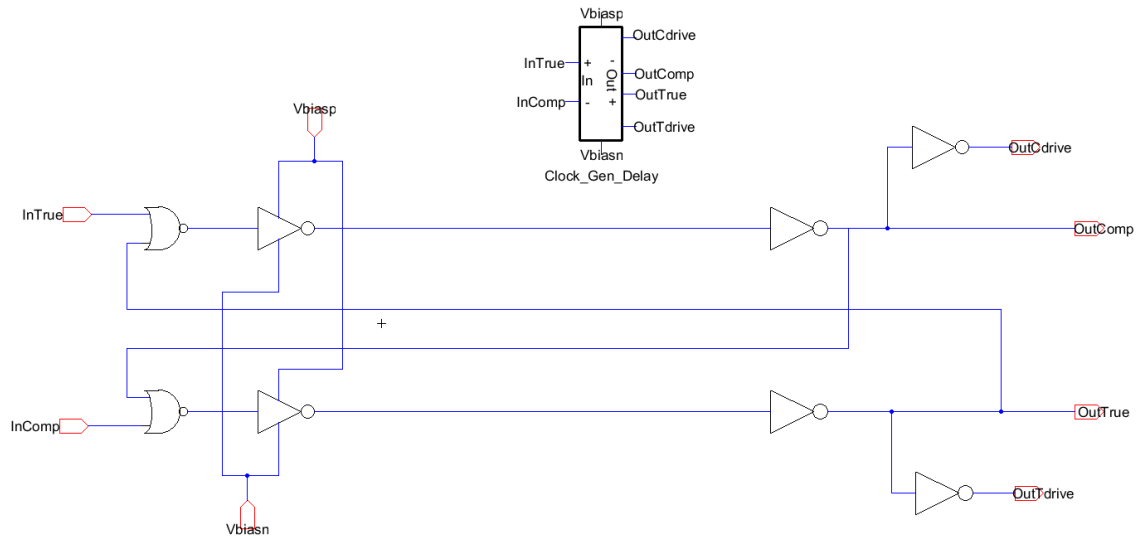 Vbiasp
OutCdrive
InTrue
+
-
In
Out
OutComp
OutTrue
InComp
-
+
OutTdrive
Vbiasn
Clock_Gen_Delay
Vbiasp
OutCdrive
InTrue
OutComp
InComp
OutTrue
OutTdrive
Vbiasn